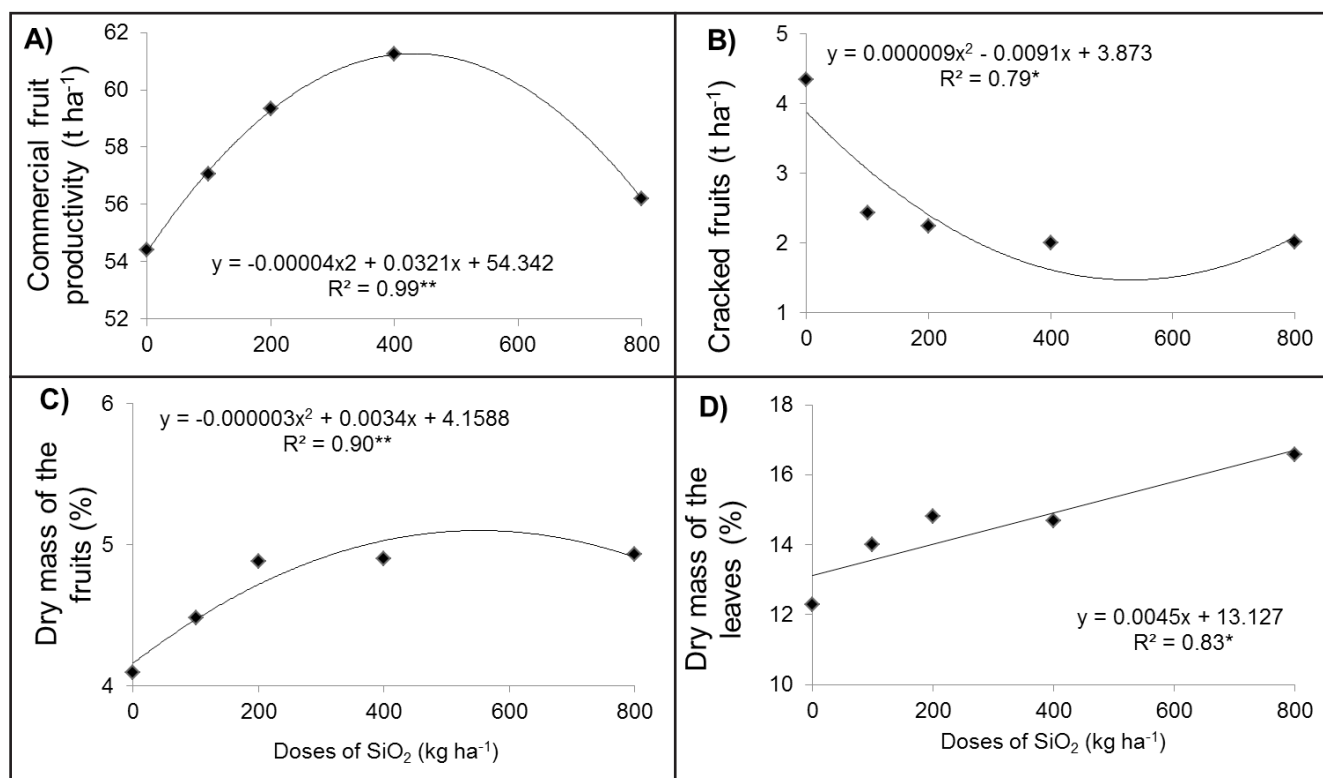 A)
Commercial fruit
productivity (t ha⁻¹)
62
60
58
56
54
52
y = -0.00004x2 + 0.0321x + 54.342
R² = 0.99**
0
200
400
600
800
B)
Cracked fruits (t ha⁻¹)
5
4
3
2
1
y = 0.000009x² - 0.0091x + 3.873
R² = 0.79*
0
200
400
600
800
C)
Dry mass of the
fruits (%)
6
5
4
y = -0.000003x² + 0.0034x + 4.1588
R² = 0.90**
0
200
400
600
800
Doses of SiO₂ (kg ha⁻¹)
D)
Dry mass of the
leaves (%)
18
16
14
12
10
y = 0.0045x + 13.127
R² = 0.83*
0
200
400
600
800
Doses of SiO₂ (kg ha⁻¹)